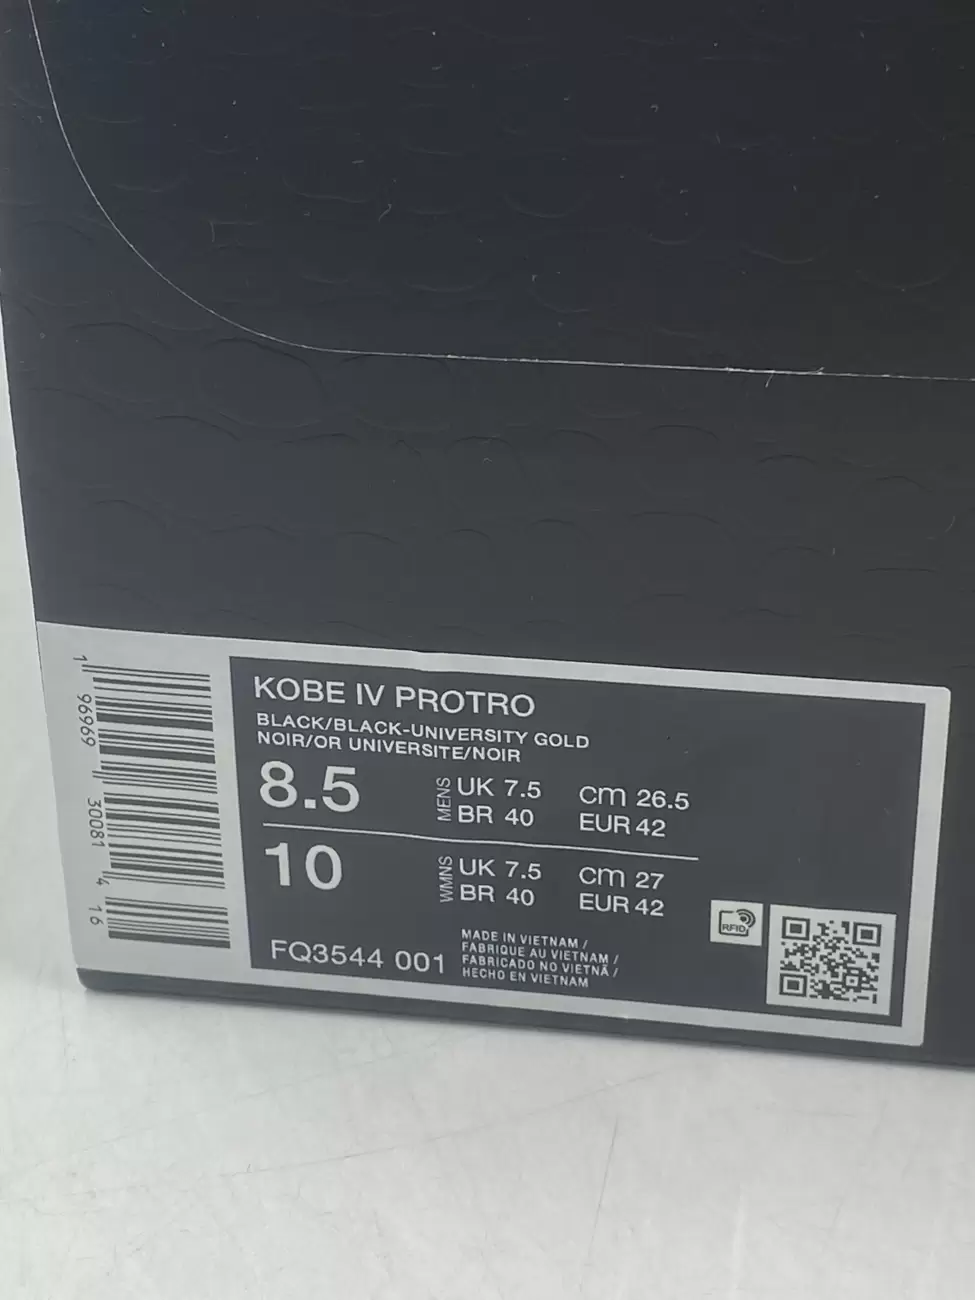 KOBE IV PROTRO
BLACK/BLACK-UNIVERSITY GOLD
NOIR/OR UNIVERSITE/NOIR
8.5 MENS UK 7.5 cm 26.5
BR 40 EUR 42
10 WMNS UK 7.5 cm 27
BR 40 EUR 42
FQ3544 001
MADE IN VIETNAM /
FABRIQUE AU VIETNAM /
FABRICADO NO VIETNÃ /
HECHO EN VIETNAM
RFID
1 96969 30081 4 16